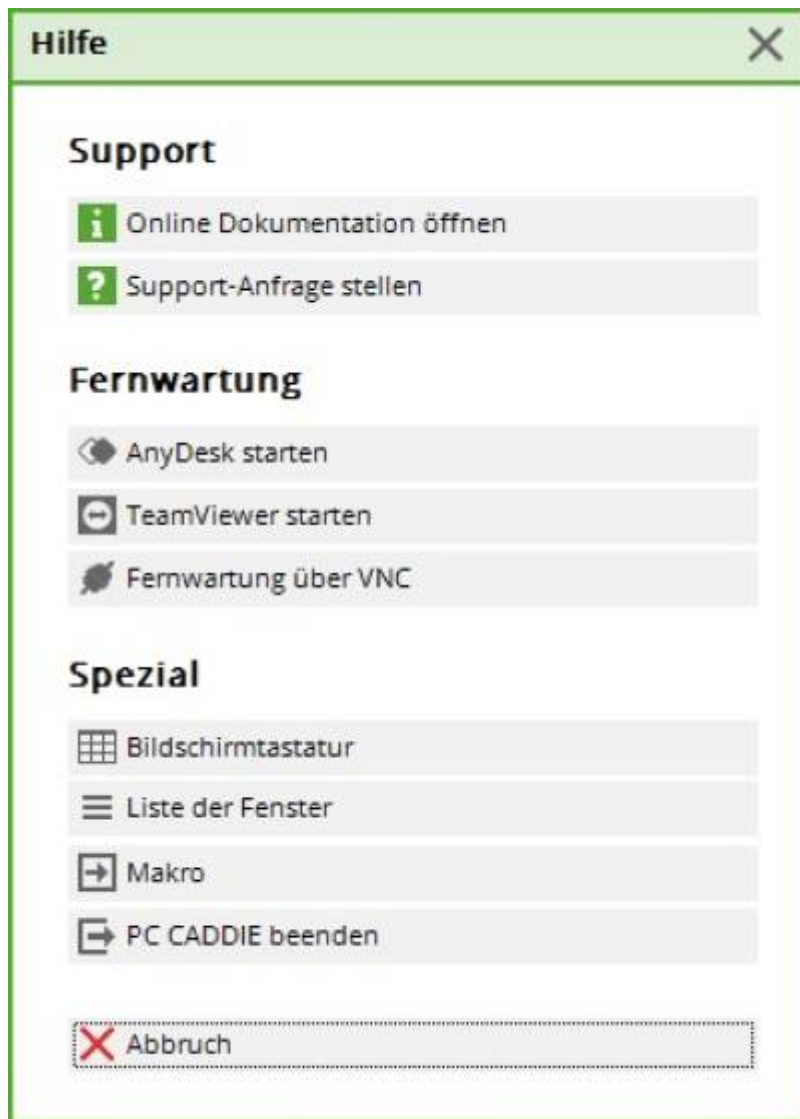 Hilfe
Support
Online Dokumentation öffnen
Support-Anfrage stellen
Fernwartung
AnyDesk starten
TeamViewer starten
Fernwartung über VNC
Spezial
Bildschirmtastatur
Liste der Fenster
Makro
PC CADDIE beenden
Abbruch